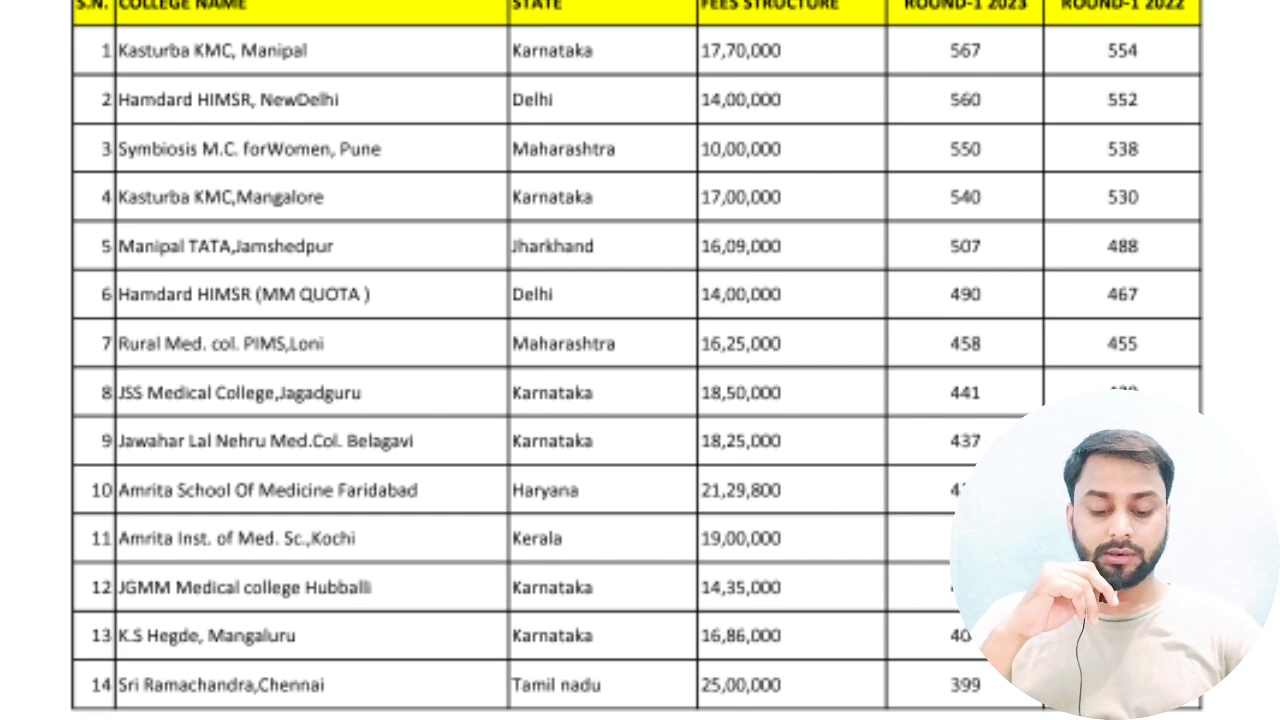 S.N. COLLEGE NAME STATE FEES STRUCTURE ROUND-1 2023 ROUND-1 2022
1 Kasturba KMC, Manipal Karnataka 17,70,000 567 554
2 Hamdard HIMSR, NewDelhi Delhi 14,00,000 560 552
3 Symbiosis M.C. forWomen, Pune Maharashtra 10,00,000 550 538
4 Kasturba KMC,Mangalore Karnataka 17,00,000 540 530
5 Manipal TATA,Jamshedpur Jharkhand 16,09,000 507 488
6 Hamdard HIMSR (MM QUOTA ) Delhi 14,00,000 490 467
7 Rural Med. col. PIMS,Loni Maharashtra 16,25,000 458 455
8 JSS Medical College,Jagadguru Karnataka 18,50,000 441
9 Jawahar Lal Nehru Med.Col. Belagavi Karnataka 18,25,000 437
10 Amrita School Of Medicine Faridabad Haryana 21,29,800
11 Amrita Inst. of Med. Sc.,Kochi Kerala 19,00,000
12 JGMM Medical college Hubballi Karnataka 14,35,000
13 K.S Hegde, Mangaluru Karnataka 16,86,000
14 Sri Ramachandra,Chennai Tamil nadu 25,00,000 399